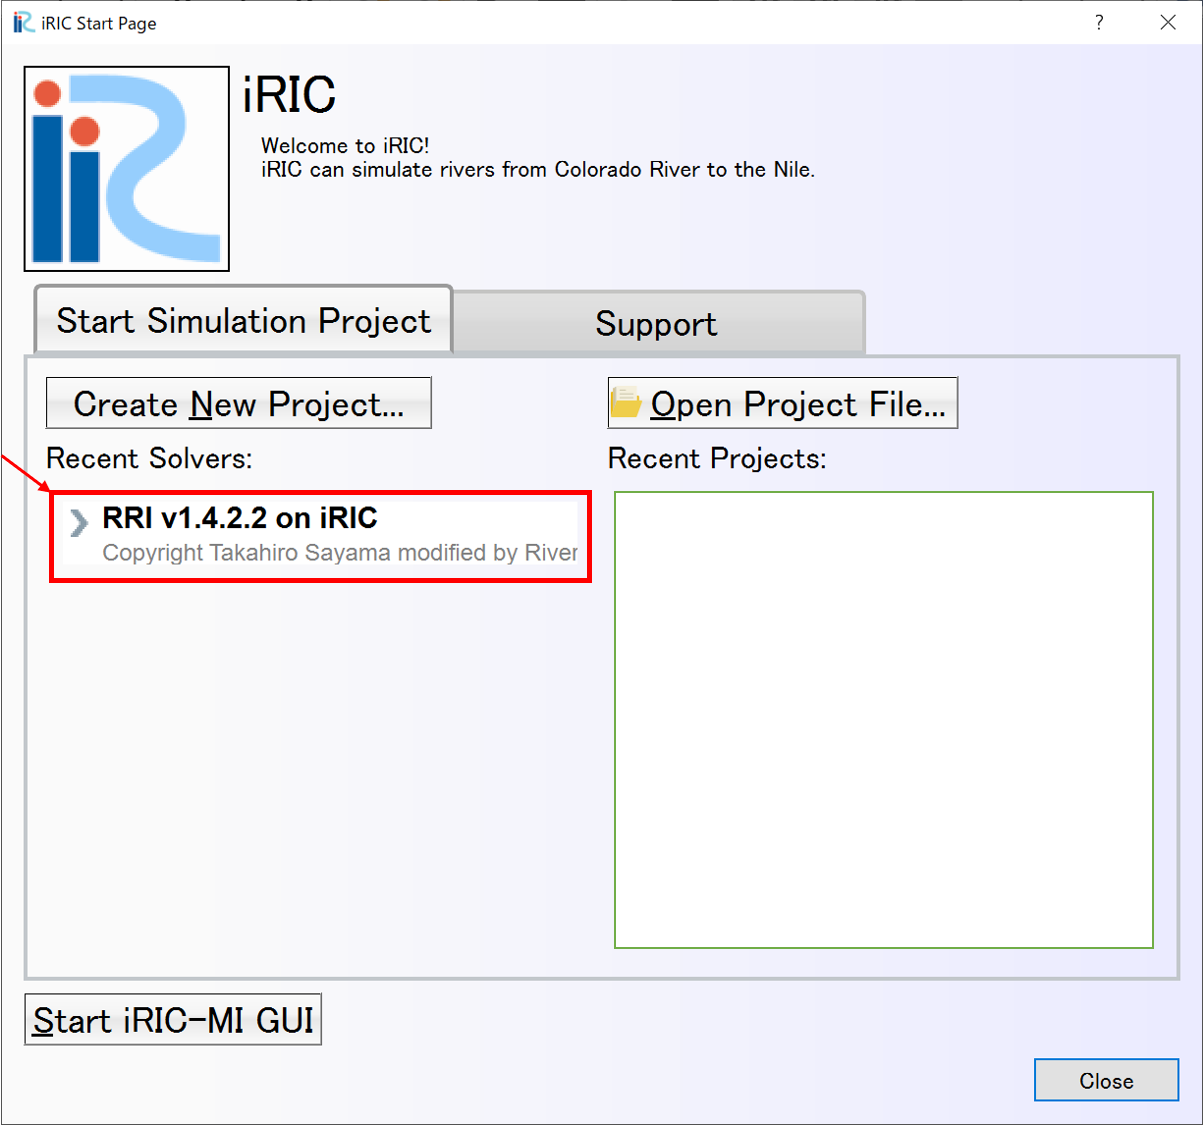 iRIC Start Page
?
iRIC
Welcome to iRIC!
iRIC can simulate rivers from Colorado River to the Nile.
Start Simulation Project
Support
Create New Project...
Open Project File...
Recent Solvers:
Recent Projects:
RRI v1.4.2.2 on iRIC
Copyright Takahiro Sayama modified by River
Start iRIC-MI GUI
Close